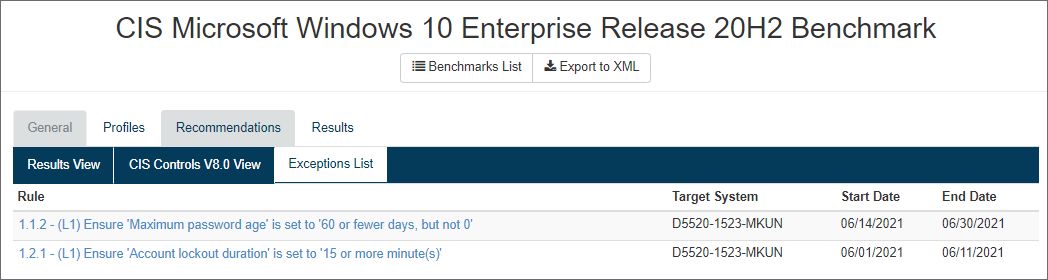 CIS Microsoft Windows 10 Enterprise Release 20H2 Benchmark
Benchmarks List Export to XML
General Profiles Recommendations Results
Results View CIS Controls V8.0 View Exceptions List
Rule Target System Start Date End Date
1.1.2 - (L1) Ensure 'Maximum password age' is set to '60 or fewer days, but not 0' D5520-1523-MKUN 06/14/2021 06/30/2021
1.2.1 - (L1) Ensure 'Account lockout duration' is set to '15 or more minute(s)' D5520-1523-MKUN 06/01/2021 06/11/2021